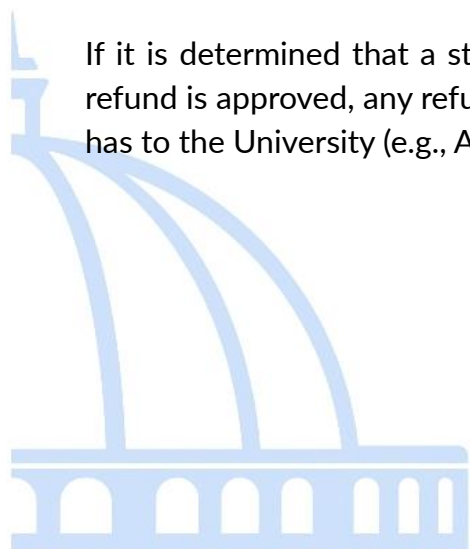 If it is determined that a st
refund is approved, any refu
has to the University (e.g., A